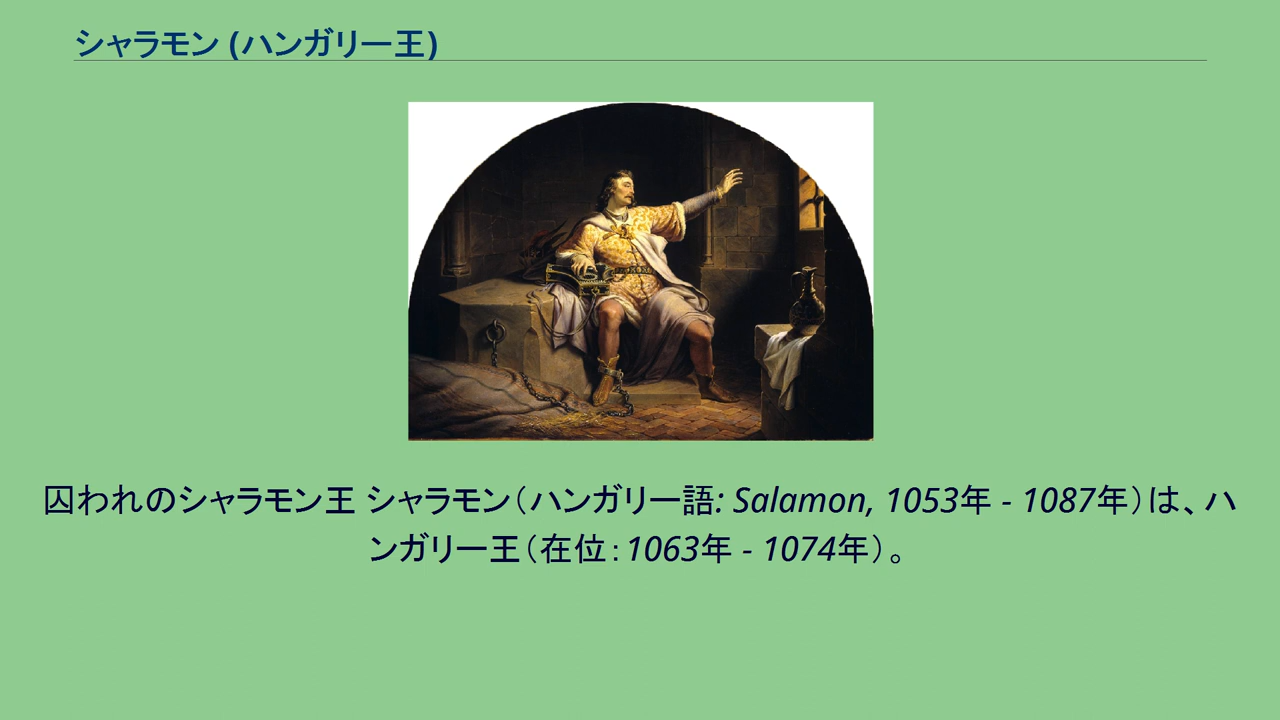 シャラモン (ハンガリー王)
囚われのシャラモン王 シャラモン（ハンガリー語: Salamon, 1053年 - 1087年）は、ハ
ンガリー王（在位：1063年 - 1074年）。